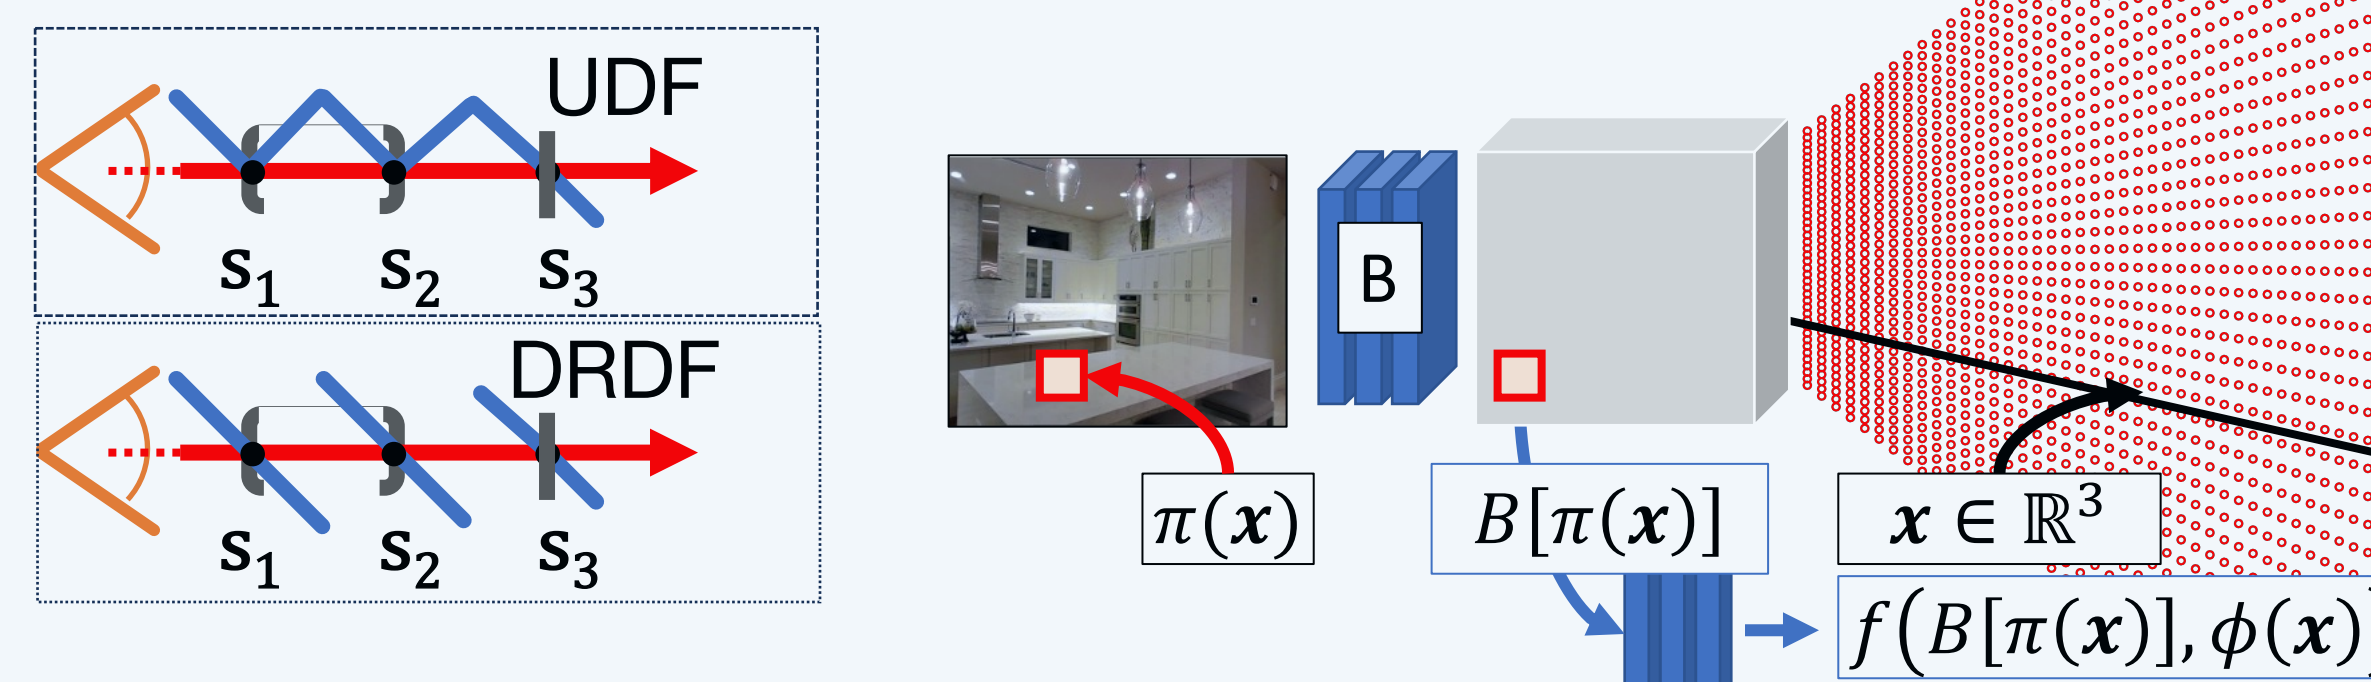 UDF
s₁ s₂ s₃
DRDF
s₁ s₂ s₃
B
π(𝒙)
B[π(𝒙)]
𝒙 ∈ ℝ³
f(B[π(𝒙)], ϕ(𝒙)